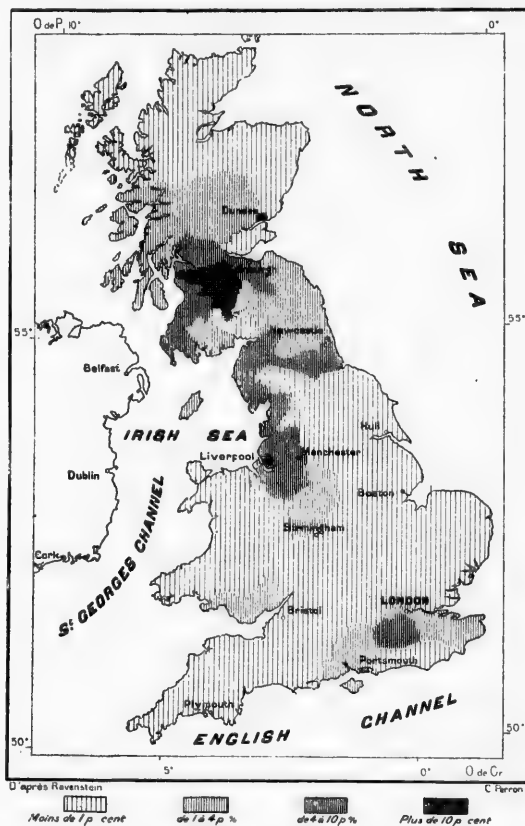 O de P. 10°
0°
NORTH
SEA
Dundee
55°
55°
Newcastle
Belfast
IRISH SEA
Hull
Liverpool
Manchester
Dublin
Boston
Birmingham
Cork
ST GEORGES CHANNEL
Bristol
LONDON
Portsmouth
Plymouth
ENGLISH CHANNEL
50°
50°
5°
0°
O de Gr
D'après Ravenstein
C Perron
Moins de 1 p cent
de 1 à 4 p %
de 4 à 10 p %
Plus de 10 p. cent